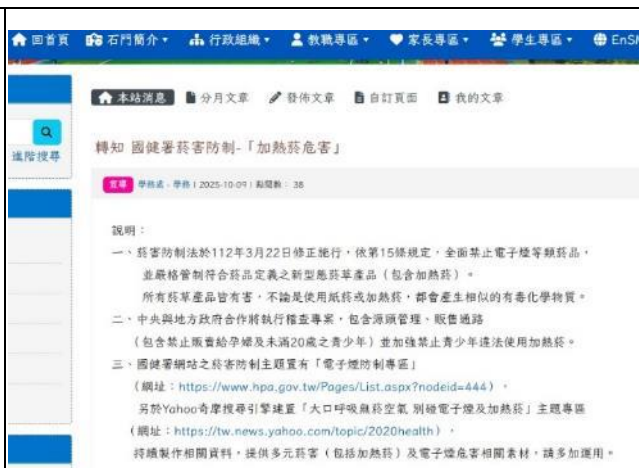 回首頁 石門簡介 行政組織 教職專區 家長專區 學生專區 EnSM
本站消息 分月文章 發佈文章 自訂頁面 我的文章
進階搜尋
轉知 國健署菸害防制-「加熱菸危害」
宣導 學務處 - 學務 | 2025-10-09 | 點閱數： 38
說明：
一、菸害防制法於112年3月22日修正施行，依第15條規定，全面禁止電子煙等類菸品，
並嚴格管制符合菸品定義之新型態菸草產品（包含加熱菸）。
所有菸草產品皆有害，不論是使用紙菸或加熱菸，都會產生相似的有毒化學物質。
二、中央與地方政府合作將執行稽查專案，包含源頭管理、販售通路
（包含禁止販賣給孕婦及未滿20歲之青少年）並加強禁止青少年違法使用加熱菸。
三、國健署網站之菸害防制主題置有「電子煙防制專區」
（網址：https://www.hpa.gov.tw/Pages/List.aspx?nodeid=444），
另於Yahoo奇摩搜尋引擎建置「大口呼吸無菸空氣 別碰電子煙及加熱菸」主題專區
（網址：https://tw.news.yahoo.com/topic/2020health），
持續製作相關資料，提供多元菸害（包括加熱菸）及電子煙危害相關素材，請多加運用。